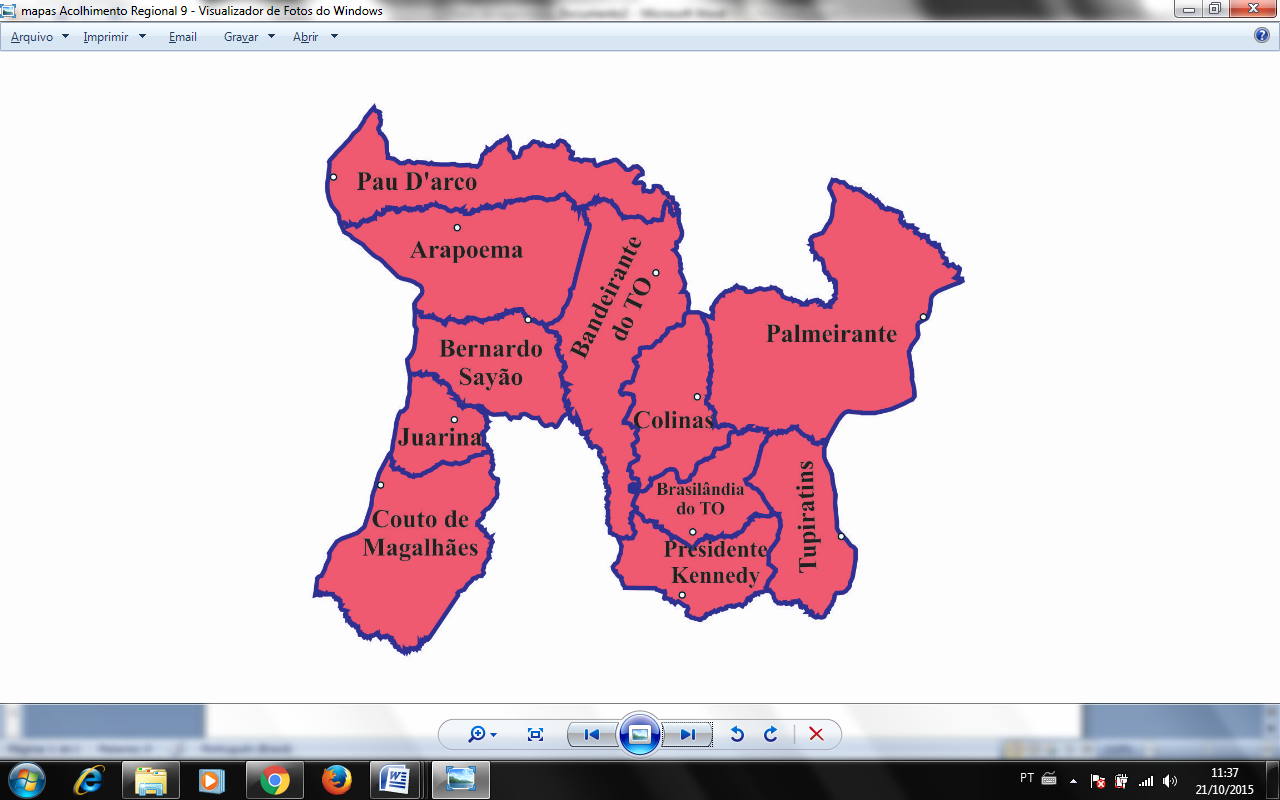 mapas Acolhimento Regional 9 - Visualizador de Fotos do Windows
Arquivo Imprimir Email Gravar Abrir
Pau D'arco
Arapoema
Bandeirante
do TO
Palmeirante
Bernardo
Sayão
Colinas
Juarina
Brasilândia
do TO
Tupiratins
Couto de
Magalhães
Presidente
Kennedy
PT
11:37
21/10/2015